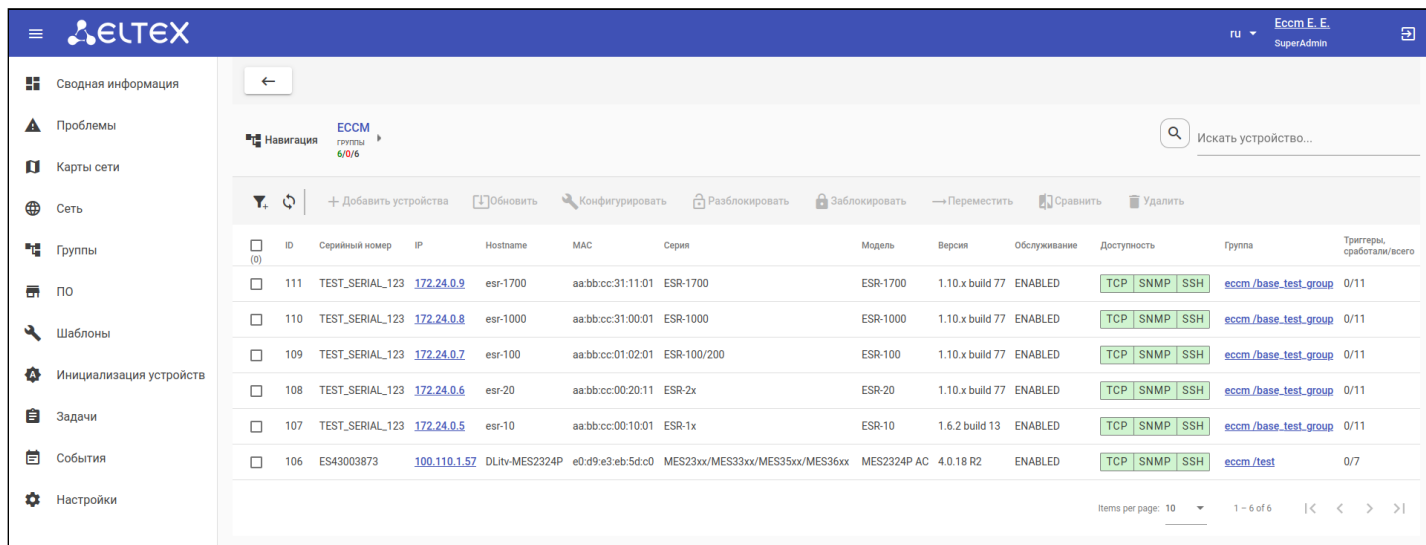 ELTEX
ru
Eccm E. E.
SuperAdmin
Сводная информация
Проблемы
Карты сети
Сеть
Группы
ПО
Шаблоны
Инициализация устройств
Задачи
События
Настройки
Навигация
ECCM
ГРУППЫ
6/0/6
Искать устройство...
Добавить устройства Обновить Конфигурировать Разблокировать Заблокировать Переместить Сравнить Удалить
(0) ID Серийный номер IP Hostname MAC Серия Модель Версия Обслуживание Доступность Группа Триггеры, сработали/всего
111 TEST_SERIAL_123 172.24.0.9 esr-1700 aa:bb:cc:31:11:01 ESR-1700 ESR-1700 1.10.x build 77 ENABLED TCP SNMP SSH eccm /base_test_group 0/11
110 TEST_SERIAL_123 172.24.0.8 esr-1000 aa:bb:cc:31:00:01 ESR-1000 ESR-1000 1.10.x build 77 ENABLED TCP SNMP SSH eccm /base_test_group 0/11
109 TEST_SERIAL_123 172.24.0.7 esr-100 aa:bb:cc:01:02:01 ESR-100/200 ESR-100 1.10.x build 77 ENABLED TCP SNMP SSH eccm /base_test_group 0/11
108 TEST_SERIAL_123 172.24.0.6 esr-20 aa:bb:cc:00:20:11 ESR-2x ESR-20 1.10.x build 77 ENABLED TCP SNMP SSH eccm /base_test_group 0/11
107 TEST_SERIAL_123 172.24.0.5 esr-10 aa:bb:cc:00:10:01 ESR-1x ESR-10 1.6.2 build 13 ENABLED TCP SNMP SSH eccm /base_test_group 0/11
106 ES43003873 100.110.1.57 DLitv-MES2324P e0:d9:e3:eb:5d:c0 MES23xx/MES33xx/MES35xx/MES36xx MES2324P AC 4.0.18 R2 ENABLED TCP SNMP SSH eccm /test 0/7
Items per page: 10 1 – 6 of 6